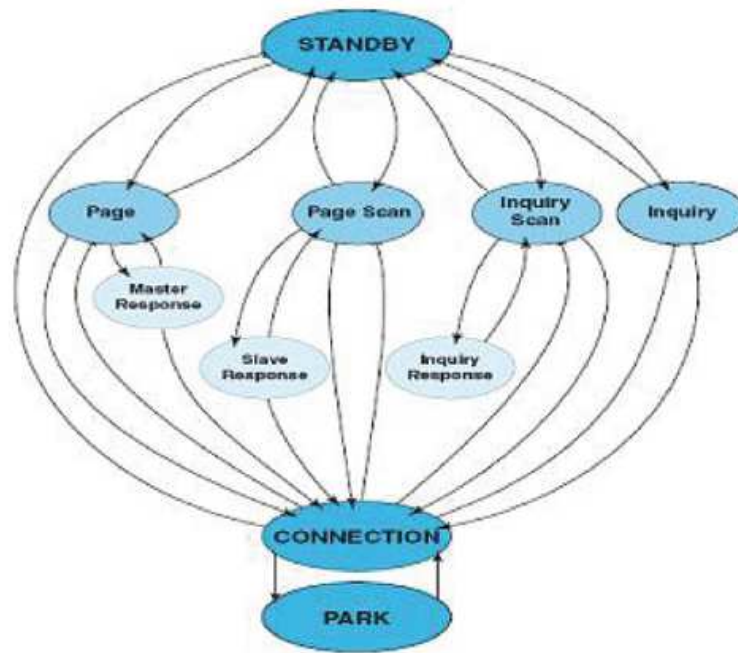 STANDBY
Page
Page Scan
Inquiry
Scan
Inquiry
Master
Response
Slave
Response
Inquiry
Response
CONNECTION
PARK